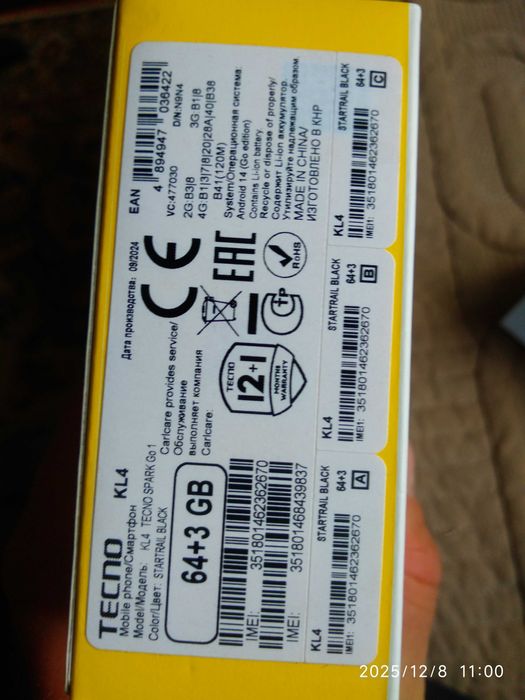 TECNO
Mobile phone/Смартфон KL4
Model/Модель: KL4 TECNO SPARK Go 1
Color/Цвет: STARTRAIL BLACK
64+3 GB
IMEI: 351801462362670
IMEI: 351801468439837
Дата производства: 09/2024
CE
EAC
Carlcare provides service/
Обслуживание
выполняет компания
Carlcare.
TECNO
12+1
MONTHS
WARRANTY
RoHS
EAN
4 894947 036422
VC:477030 D/N:N9N4
2G:B3|8 3G:B1|8
4G:B1|3|7|8|20|28A|40|B38
B41(120M)
System/Операционная система:
Android 14 (Go edition)
Contains Li-ion battery.
Recycle or dispose of properly/
Содержит Li-ion аккумулятор.
Утилизируйте надлежащим образом.
MADE IN CHINA/
ИЗГОТОВЛЕНО В КНР
STARTRAIL BLACK
KL4 64+3 A
IMEI1: 351801462362670
STARTRAIL BLACK
KL4 64+3 B
IMEI1: 351801462362670
STARTRAIL BLACK
KL4 64+3 C
IMEI1: 351801462362670
2025/12/8 11:00